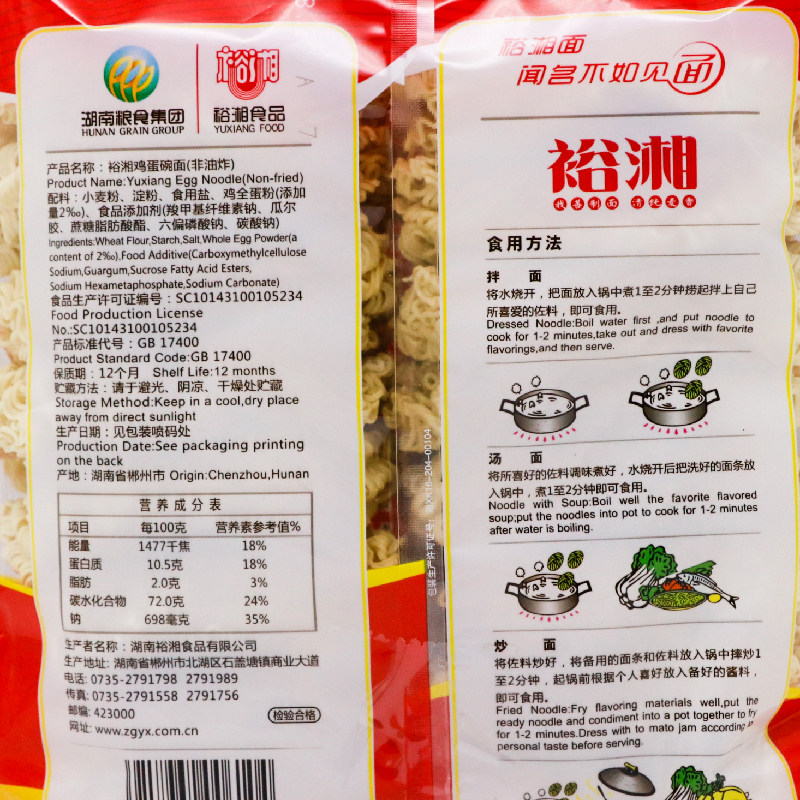 湖南粮食集团
HUNAN GRAIN GROUP
裕湘
裕湘食品
YUXIANG FOOD
产品名称：裕湘鸡蛋碗面(非油炸)
Product Name:Yuxiang Egg Noodle(Non-fried)
配料：小麦粉、淀粉、食用盐、鸡全蛋粉(添加
量2‰)、食品添加剂(羧甲基纤维素钠、瓜尔
胶、蔗糖脂肪酸酯、六偏磷酸钠、碳酸钠)
Ingredients:Wheat Flour,Starch,Salt,Whole Egg Powder(a
content of 2‰).Food Additive(Carboxymethylcellulose
Sodium,Guargum,Sucrose Fatty Acid Esters,
Sodium Hexametaphosphate,Sodium Carbonate)
食品生产许可证编号：SC10143100105234
Food Production License
No.:SC10143100105234
产品标准代号：GB 17400
Product Standard Code:GB 17400
保质期：12个月 Shelf Life:12 months
贮藏方法：请于避光、阴凉、干燥处贮藏
Storage Method:Keep in a cool,dry place
away from direct sunlight
生产日期：见包装喷码处
Production Date:See packaging printing
on the back
产地：湖南省郴州市 Origin:Chenzhou,Hunan
营养成分表
项目 每100克 营养素参考值%
能量 1477千焦 18%
蛋白质 10.5克 18%
脂肪 2.0克 3%
碳水化合物 72.0克 24%
钠 698毫克 35%
生产者名称：湖南裕湘食品有限公司
生产地址：湖南省郴州市北湖区石盖塘镇商业大道
电话：0735-2791798 2791989
传真：0735-2791558 2791756
邮编：423000
网址：www.zgyx.com.cn
检验合格
裕湘面
闻名不如见面
裕湘
我善制面 清纯麦香
食用方法
拌 面
将水烧开，把面放入锅中煮1至2分钟捞起拌上自己
所喜爱的佐料，即可食用。
Dressed Noodle:Boil water first ,and put noodle to
cook for 1-2 minutes,take out and dress with favorite
flavorings,and then serve.
汤 面
将所喜好的佐料调味煮好，水烧开后把洗好的面条放
入锅中，煮1至2分钟即可食用。
Noodle with Soup:Boil well the favorite flavored
soup;put the noodles into pot to cook for 1-2 minutes
after water is boiling.
炒 面
将佐料炒好，将备用的面条和佐料放入锅中摔炒1
至2分钟，起锅前根据个人喜好放入备好的酱料，
即可食用。
Fried Noodle:Fry flavoring materials well,put the
ready noodle and condiment into a pot together to fry
for 1-2 minutes.Dress with to mato jam according
personal taste before serving.